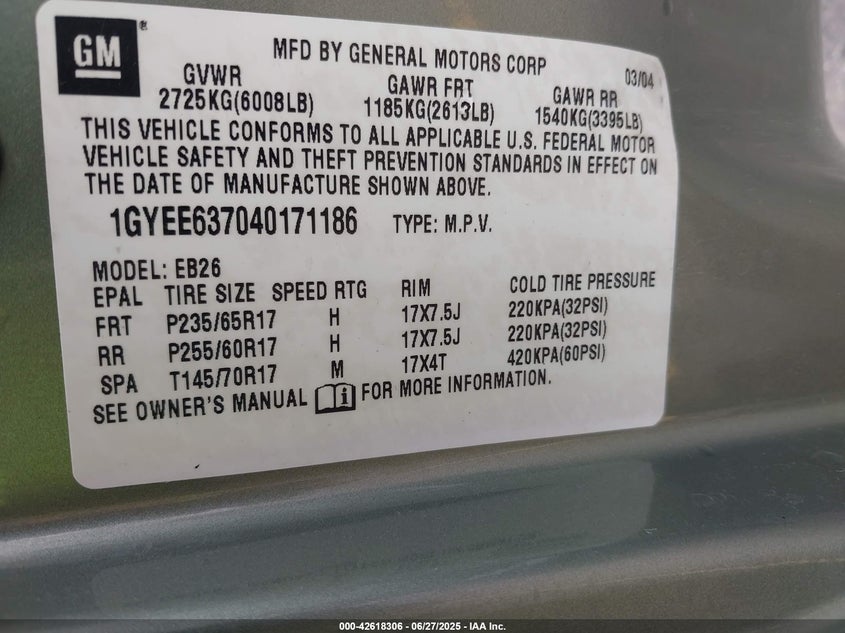 GM
MFD BY GENERAL MOTORS CORP 03/04
GVWR GAWR FRT GAWR RR
2725KG(6008LB) 1185KG(2613LB) 1540KG(3395LB)
THIS VEHICLE CONFORMS TO ALL APPLICABLE U.S. FEDERAL MOTOR
VEHICLE SAFETY AND THEFT PREVENTION STANDARDS IN EFFECT ON
THE DATE OF MANUFACTURE SHOWN ABOVE.
1GYEE637040171186 TYPE: M.P.V.
MODEL: EB26
EPAL TIRE SIZE SPEED RTG RIM COLD TIRE PRESSURE
FRT P235/65R17 H 17X7.5J 220KPA(32PSI)
RR P255/60R17 H 17X7.5J 220KPA(32PSI)
SPA T145/70R17 M 17X4T 420KPA(60PSI)
SEE OWNER'S MANUAL FOR MORE INFORMATION.
000-42618306 - 06/27/2025 - IAA Inc.